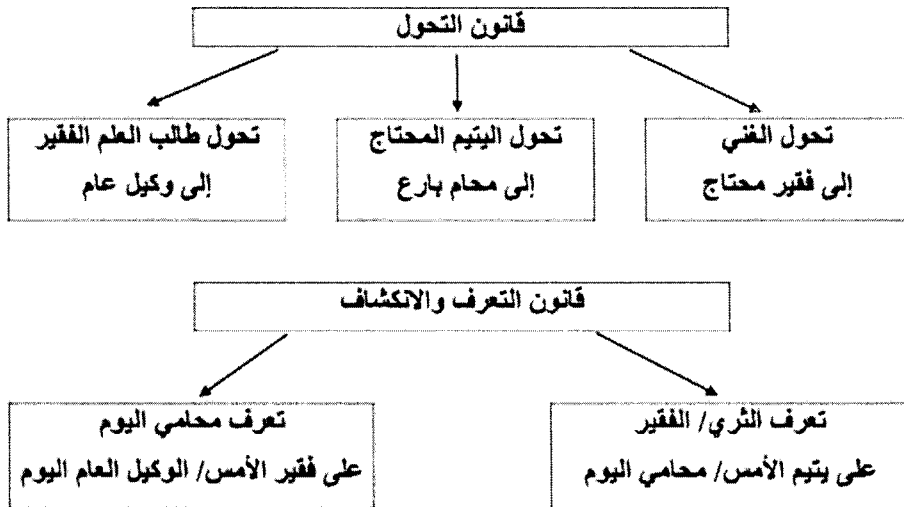 قانون التحول
تحول الغني
إلى فقير محتاج
تحول اليتيم المحتاج
إلى محام بارع
تحول طالب العلم الفقير
إلى وكيل عام
قانون التعرف والانكشاف
تعرف الثري/ الفقير
على يتيم الأمس/ محامي اليوم
تعرف محامي اليوم
على فقير الأمس/ الوكيل العام اليوم